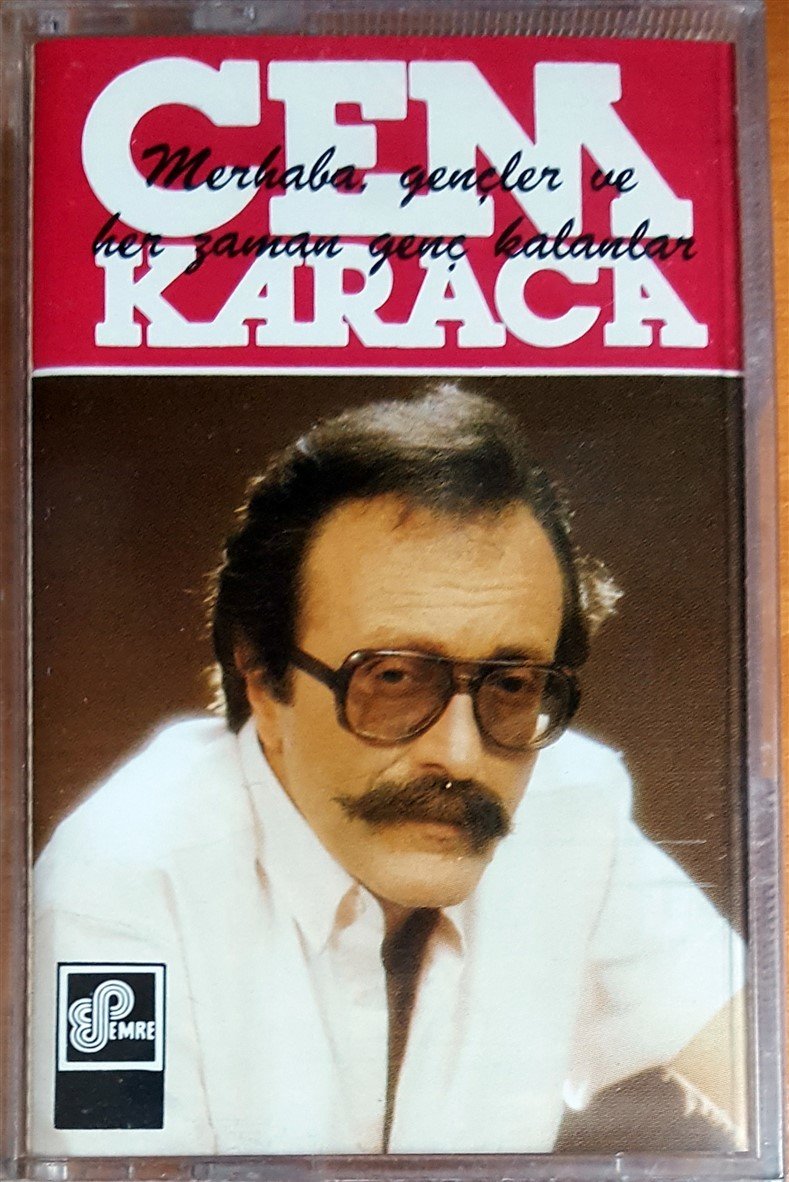 CEM
Merhaba, gençler ve
her zaman genç kalanlar
KARACA
EMRE